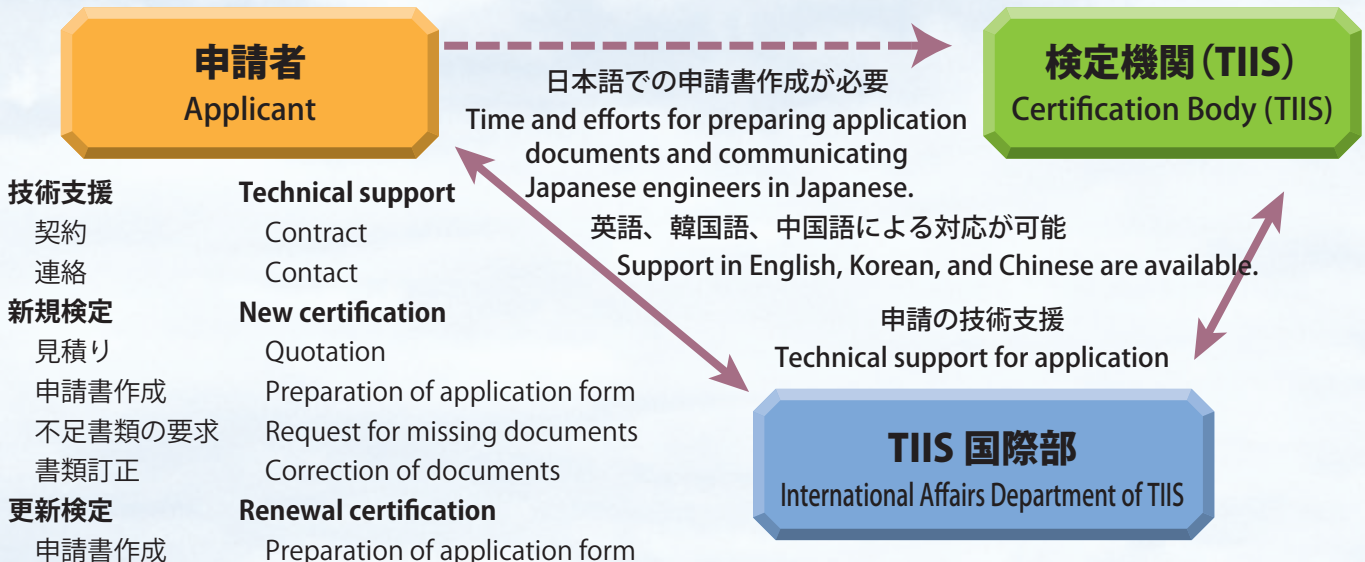 申請者
Applicant
検定機関（TIIS）
Certification Body (TIIS)
日本語での申請書作成が必要
Time and efforts for preparing application
documents and communicating
Japanese engineers in Japanese.
英語、韓国語、中国語による対応が可能
Support in English, Korean, and Chinese are available.
申請の技術支援
Technical support for application
TIIS 国際部
International Affairs Department of TIIS
技術支援 Technical support
契約 Contract
連絡 Contact
新規検定 New certification
見積り Quotation
申請書作成 Preparation of application form
不足書類の要求 Request for missing documents
書類訂正 Correction of documents
更新検定 Renewal certification
申請書作成 Preparation of application form